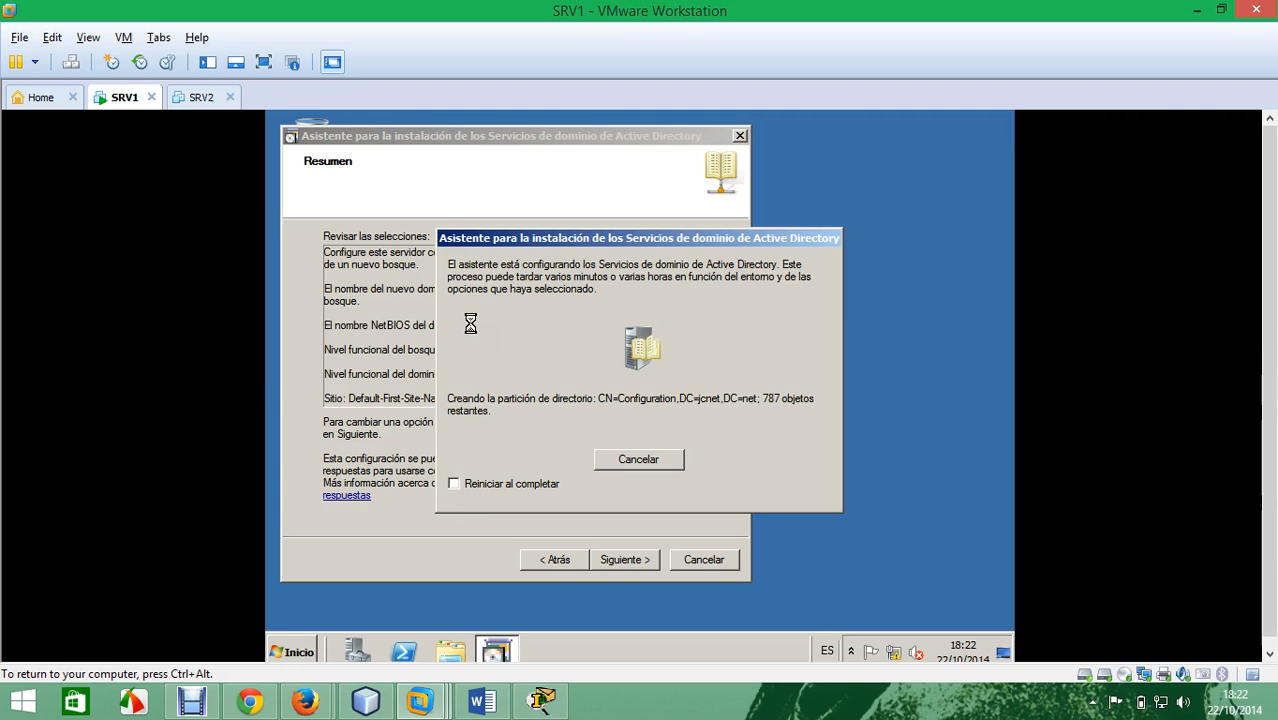 SRV1 - VMware Workstation
File Edit View VM Tabs Help
Home SRV1 SRV2
Asistente para la instalación de los Servicios de dominio de Active Directory
Resumen
Revisar las selecciones:
Configure este servidor
de un nuevo bosque.
El nombre del nuevo dom
bosque.
El nombre NetBIOS del d
Nivel funcional del bosqu
Nivel funcional del domin
Sitio: Default-First-Site-Na
Para cambiar una opción
en Siguiente.
Esta configuración se pue
respuestas para usarse c
Más información acerca
respuestas
Asistente para la instalación de los Servicios de dominio de Active Directory
El asistente está configurando los Servicios de dominio de Active Directory. Este
proceso puede tardar varios minutos o varias horas en función del entorno y de las
opciones que haya seleccionado.
Creando la partición de directorio: CN=Configuration,DC=jcnet,DC=net; 787 objetos
restantes.
Cancelar
Reiniciar al completar
< Atrás Siguiente > Cancelar
Inicio ES 18:22
22/10/2014
To return to your computer, press Ctrl+Alt.
18:22
22/10/2014